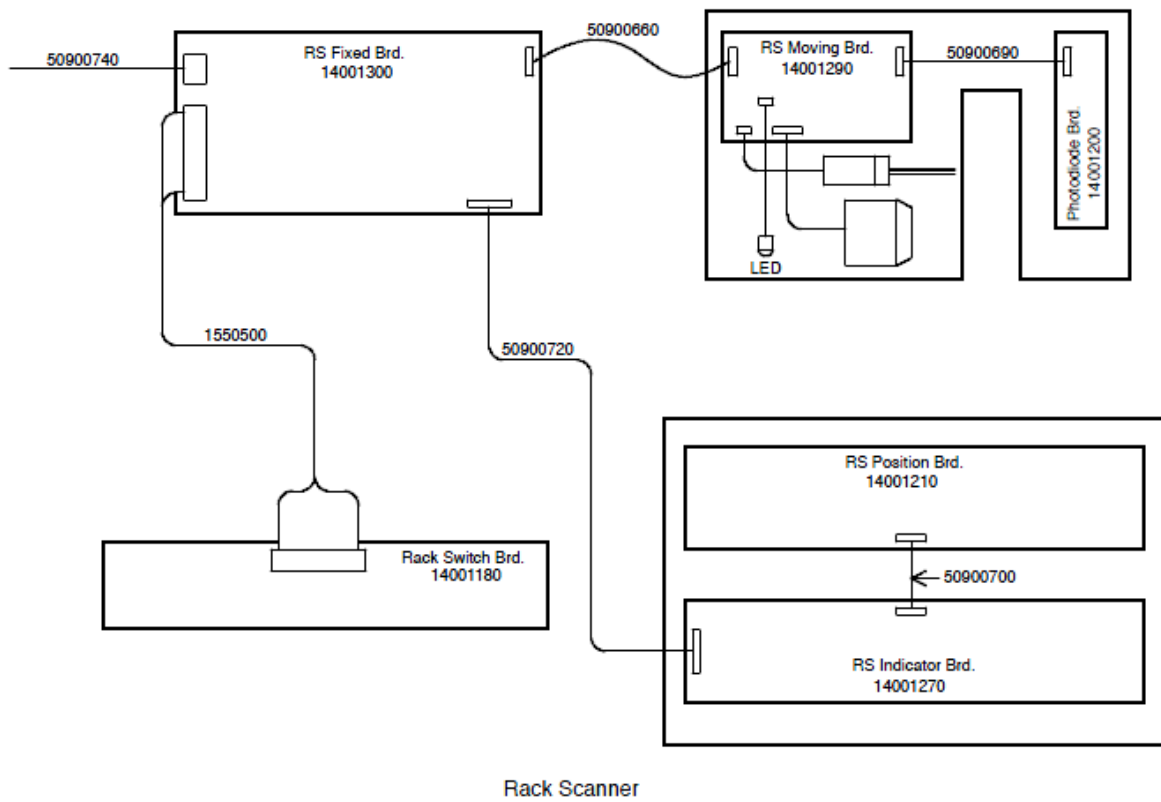 50900740
RS Fixed Brd.
14001300
50900660
RS Moving Brd.
14001290
50900690
Photodiode Brd.
14001200
LED
1550500
50900720
Rack Switch Brd.
14001180
RS Position Brd.
14001210
50900700
RS Indicator Brd.
14001270
Rack Scanner